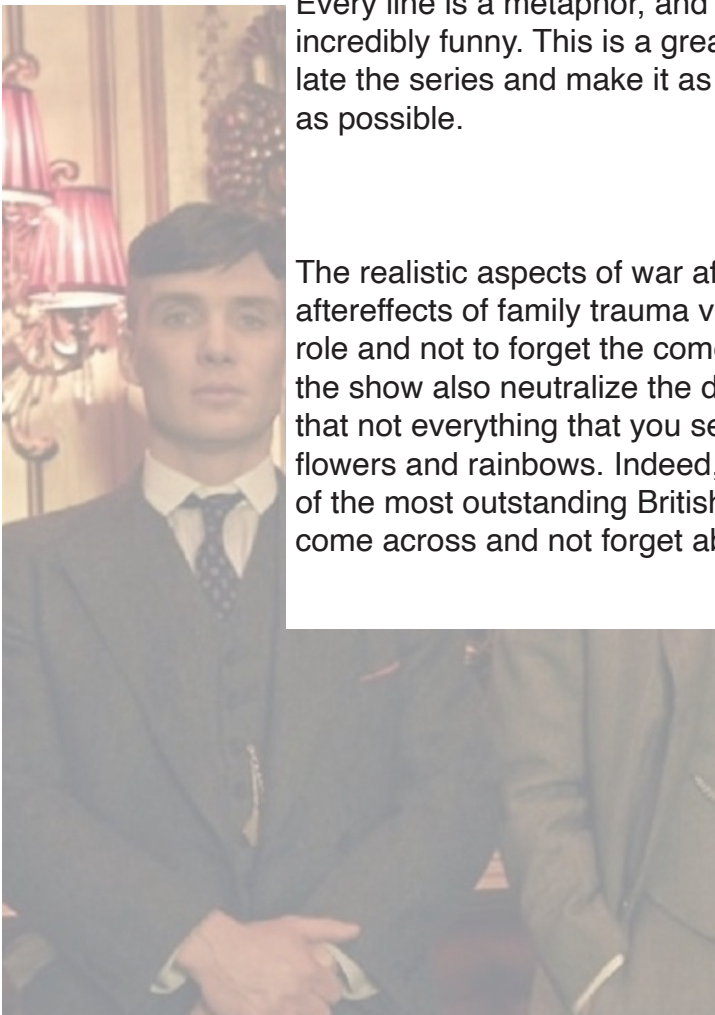 Every line is a metaphor, and
incredibly funny. This is a grea
late the series and make it as
as possible.
The realistic aspects of war af
aftereffects of family trauma v
role and not to forget the come
the show also neutralize the d
that not everything that you se
flowers and rainbows. Indeed,
of the most outstanding British
come across and not forget ab